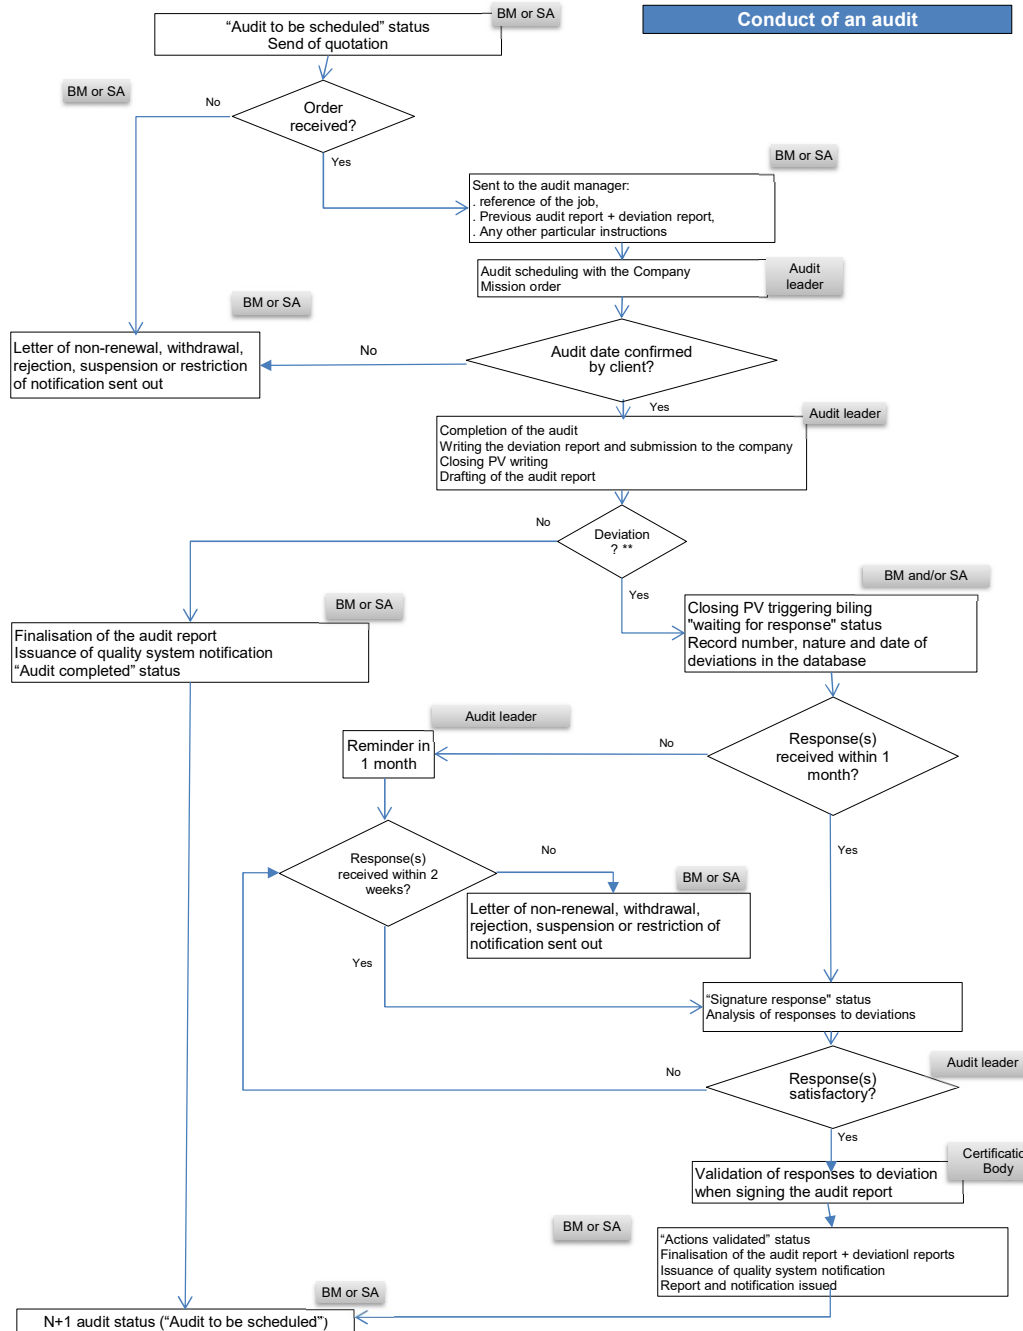 BM or SA
Conduct of an audit
“Audit to be scheduled” status
Send of quotation
BM or SA
No
Order
received?
Yes
BM or SA
Sent to the audit manager:
. reference of the job,
. Previous audit report + deviation report,
. Any other particular instructions
Audit scheduling with the Company
Mission order
Audit
leader
BM or SA
Letter of non-renewal, withdrawal,
rejection, suspension or restriction
of notification sent out
No
Audit date confirmed
by client?
Yes
Audit leader
Completion of the audit
Writing the deviation report and submission to the company
Closing PV writing
Drafting of the audit report
No
Deviation
? **
Yes
BM and/or SA
BM or SA
Closing PV triggering biling
"waiting for response" status
Record number, nature and date of
deviations in the database
Finalisation of the audit report
Issuance of quality system notification
“Audit completed” status
Audit leader
Reminder in
1 month
No
Response(s)
received within 1
month?
Yes
Response(s)
received within 2
weeks?
No
BM or SA
Letter of non-renewal, withdrawal,
rejection, suspension or restriction of
notification sent out
Yes
“Signature response" status
Analysis of responses to deviations
No
Response(s)
satisfactory?
Audit leader
Yes
Certificatio
Body
Validation of responses to deviation
when signing the audit report
BM or SA
“Actions validated” status
Finalisation of the audit report + deviationl reports
Issuance of quality system notification
Report and notification issued
BM or SA
N+1 audit status (“Audit to be scheduled”)